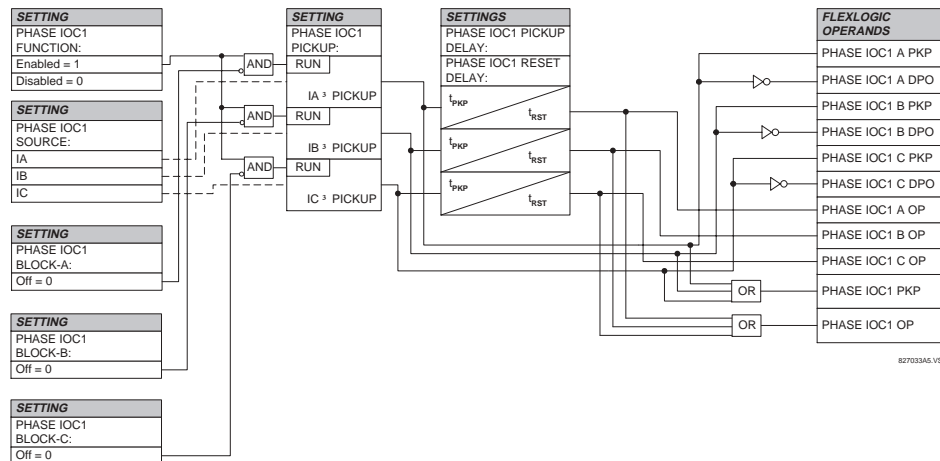 SETTING
PHASE IOC1
FUNCTION:
Enabled = 1
Disabled = 0
SETTING
PHASE IOC1
SOURCE:
IA
IB
IC
SETTING
PHASE IOC1
BLOCK-A:
Off = 0
SETTING
PHASE IOC1
BLOCK-B:
Off = 0
SETTING
PHASE IOC1
BLOCK-C:
Off = 0
AND
AND
AND
SETTING
PHASE IOC1
PICKUP:
RUN
IA ³ PICKUP
RUN
IB ³ PICKUP
RUN
IC ³ PICKUP
SETTINGS
PHASE IOC1 PICKUP
DELAY:
PHASE IOC1 RESET
DELAY:
tPKP
tRST
tPKP
tRST
tPKP
tRST
OR
OR
FLEXLOGIC
OPERANDS
PHASE IOC1 A PKP
PHASE IOC1 A DPO
PHASE IOC1 B PKP
PHASE IOC1 B DPO
PHASE IOC1 C PKP
PHASE IOC1 C DPO
PHASE IOC1 A OP
PHASE IOC1 B OP
PHASE IOC1 C OP
PHASE IOC1 PKP
PHASE IOC1 OP
827033A5.VS